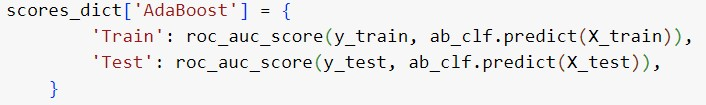 scores_dict['AdaBoost'] = {
        'Train': roc_auc_score(y_train, ab_clf.predict(X_train)),
        'Test': roc_auc_score(y_test, ab_clf.predict(X_test)),
    }